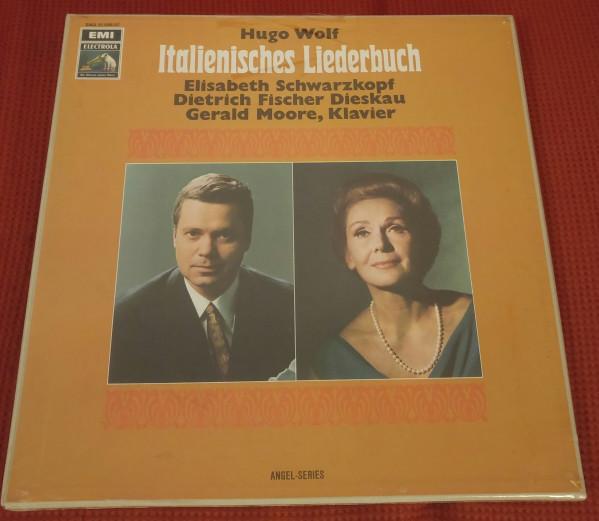 EMI
ELECTROLA
Hugo Wolf
Italienisches Liederbuch
Elisabeth Schwarzkopf
Dietrich Fischer Dieskau
Gerald Moore, Klavier
ANGEL-SERIES